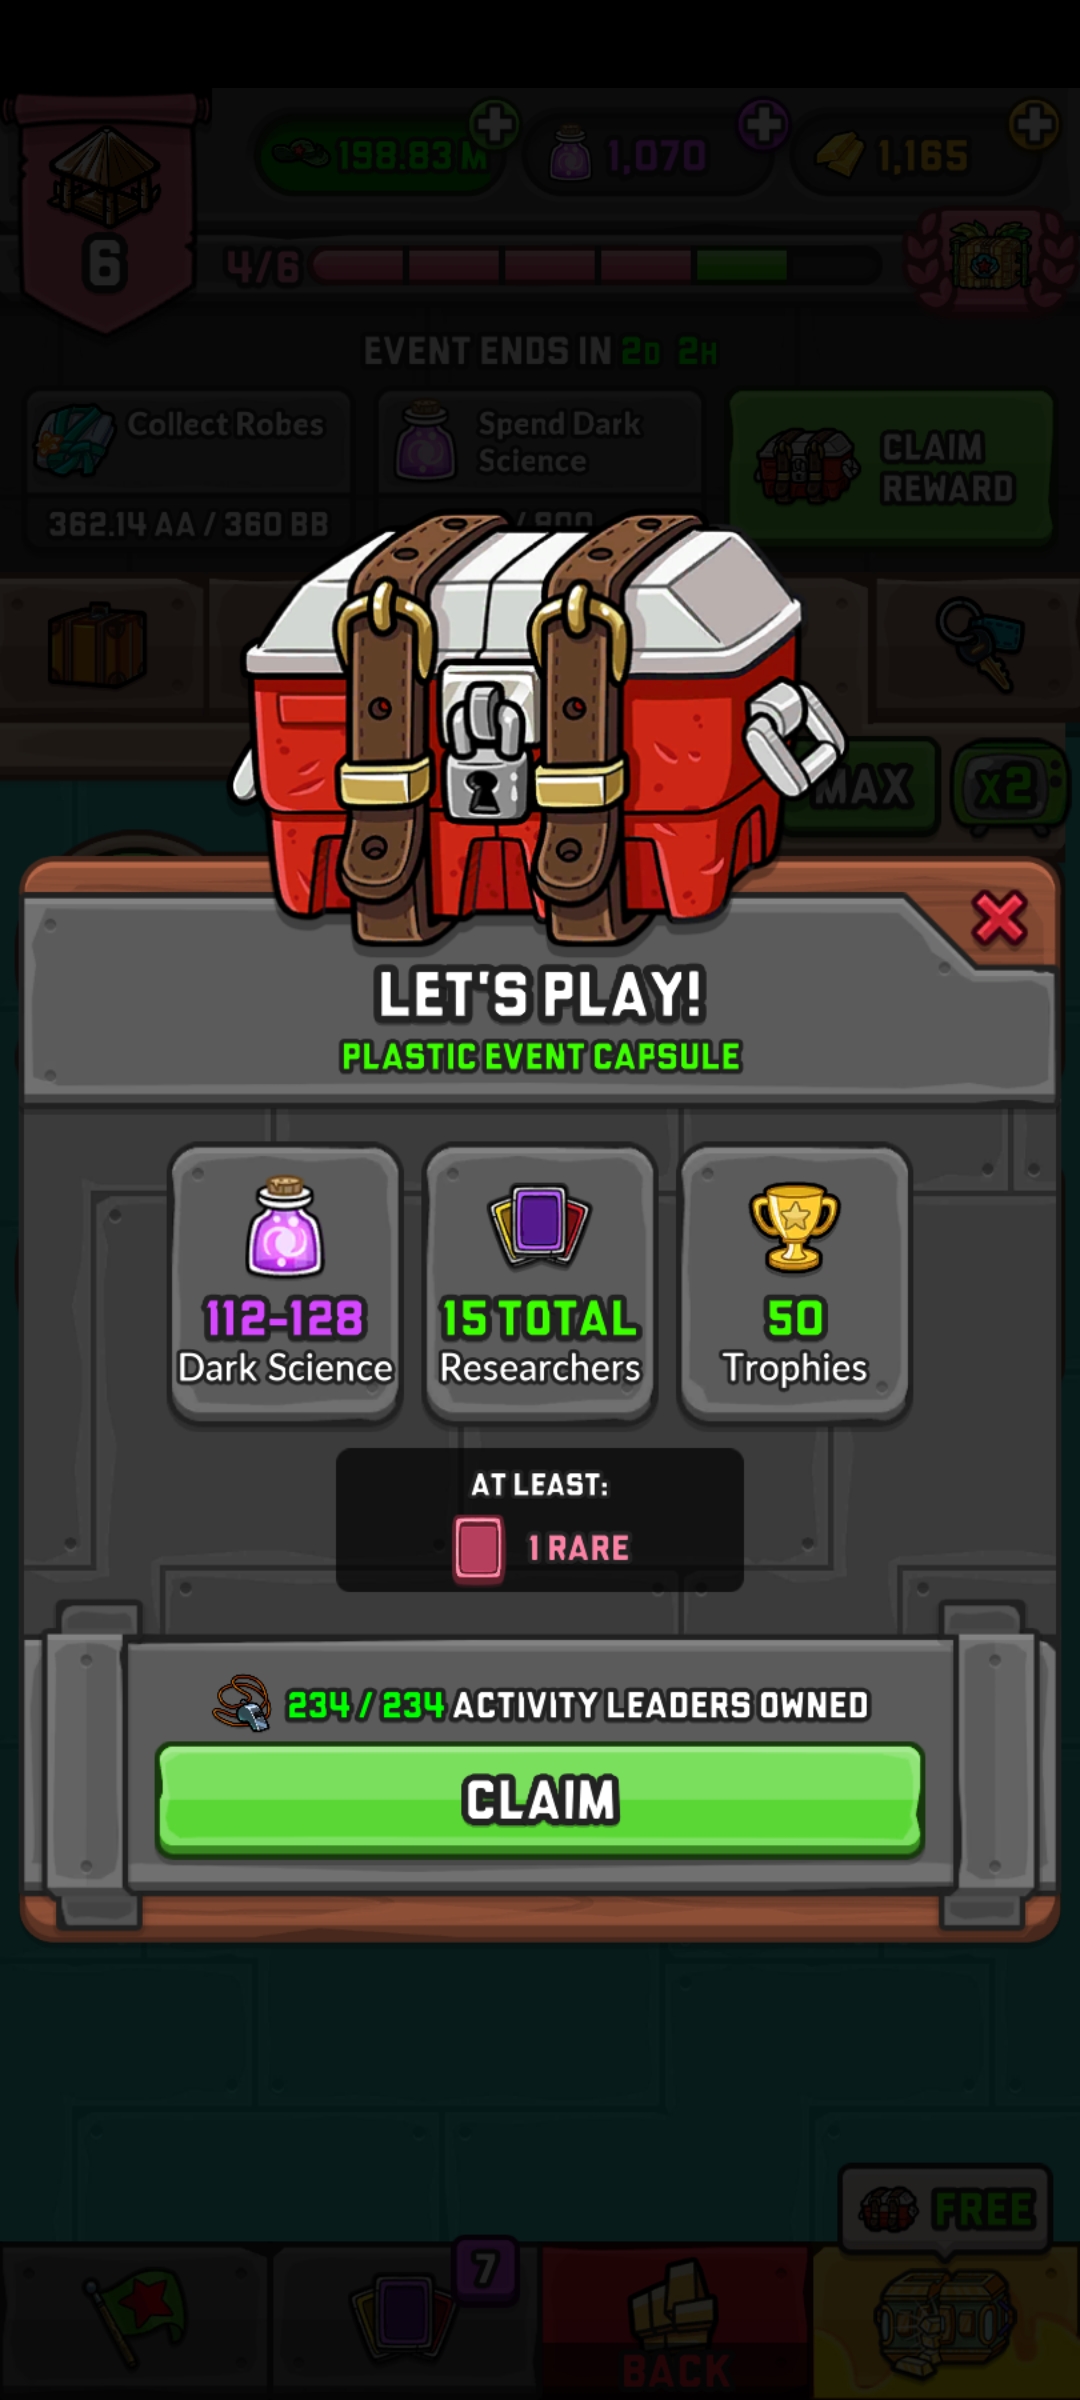 198.83 M
1,070
1,165
6
4/6
EVENT ENDS IN 2D 2H
Collect Robes
Spend Dark
Science
CLAIM
REWARD
362.14 AA / 360 BB
/ 800
MAX
x2
LET'S PLAY!
PLASTIC EVENT CAPSULE
112-128
Dark Science
15 TOTAL
Researchers
50
Trophies
AT LEAST:
1 RARE
234 / 234 ACTIVITY LEADERS OWNED
CLAIM
FREE
7
BACK